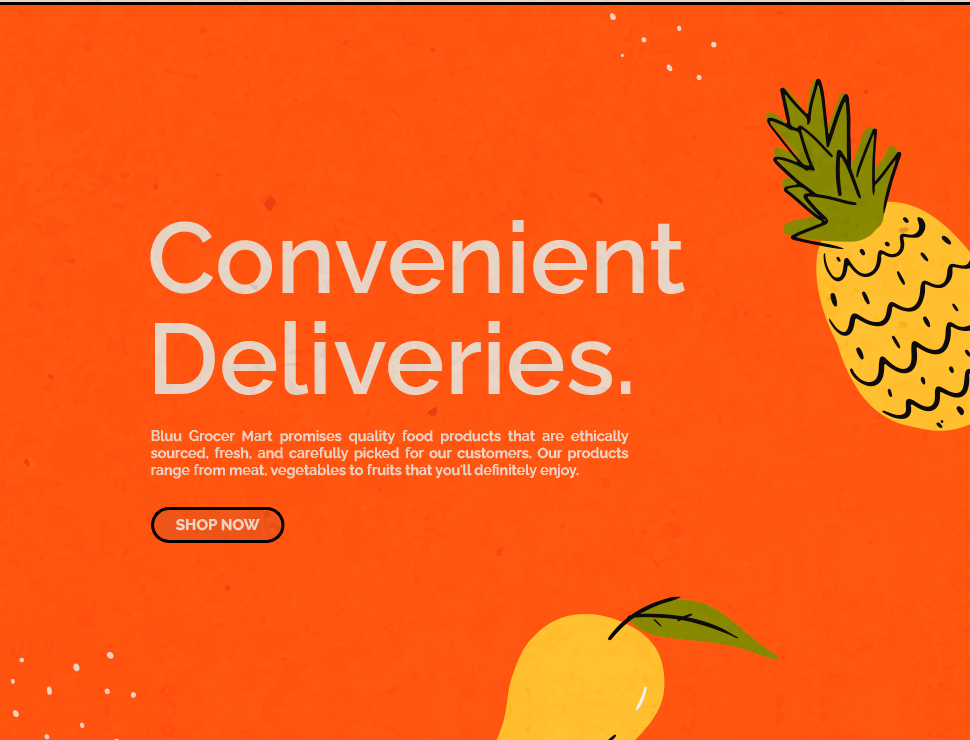 Convenient
Deliveries.
Bluu Grocer Mart promises quality food products that are ethically
sourced, fresh, and carefully picked for our customers. Our products
range from meat, vegetables to fruits that you'll definitely enjoy.
SHOP NOW